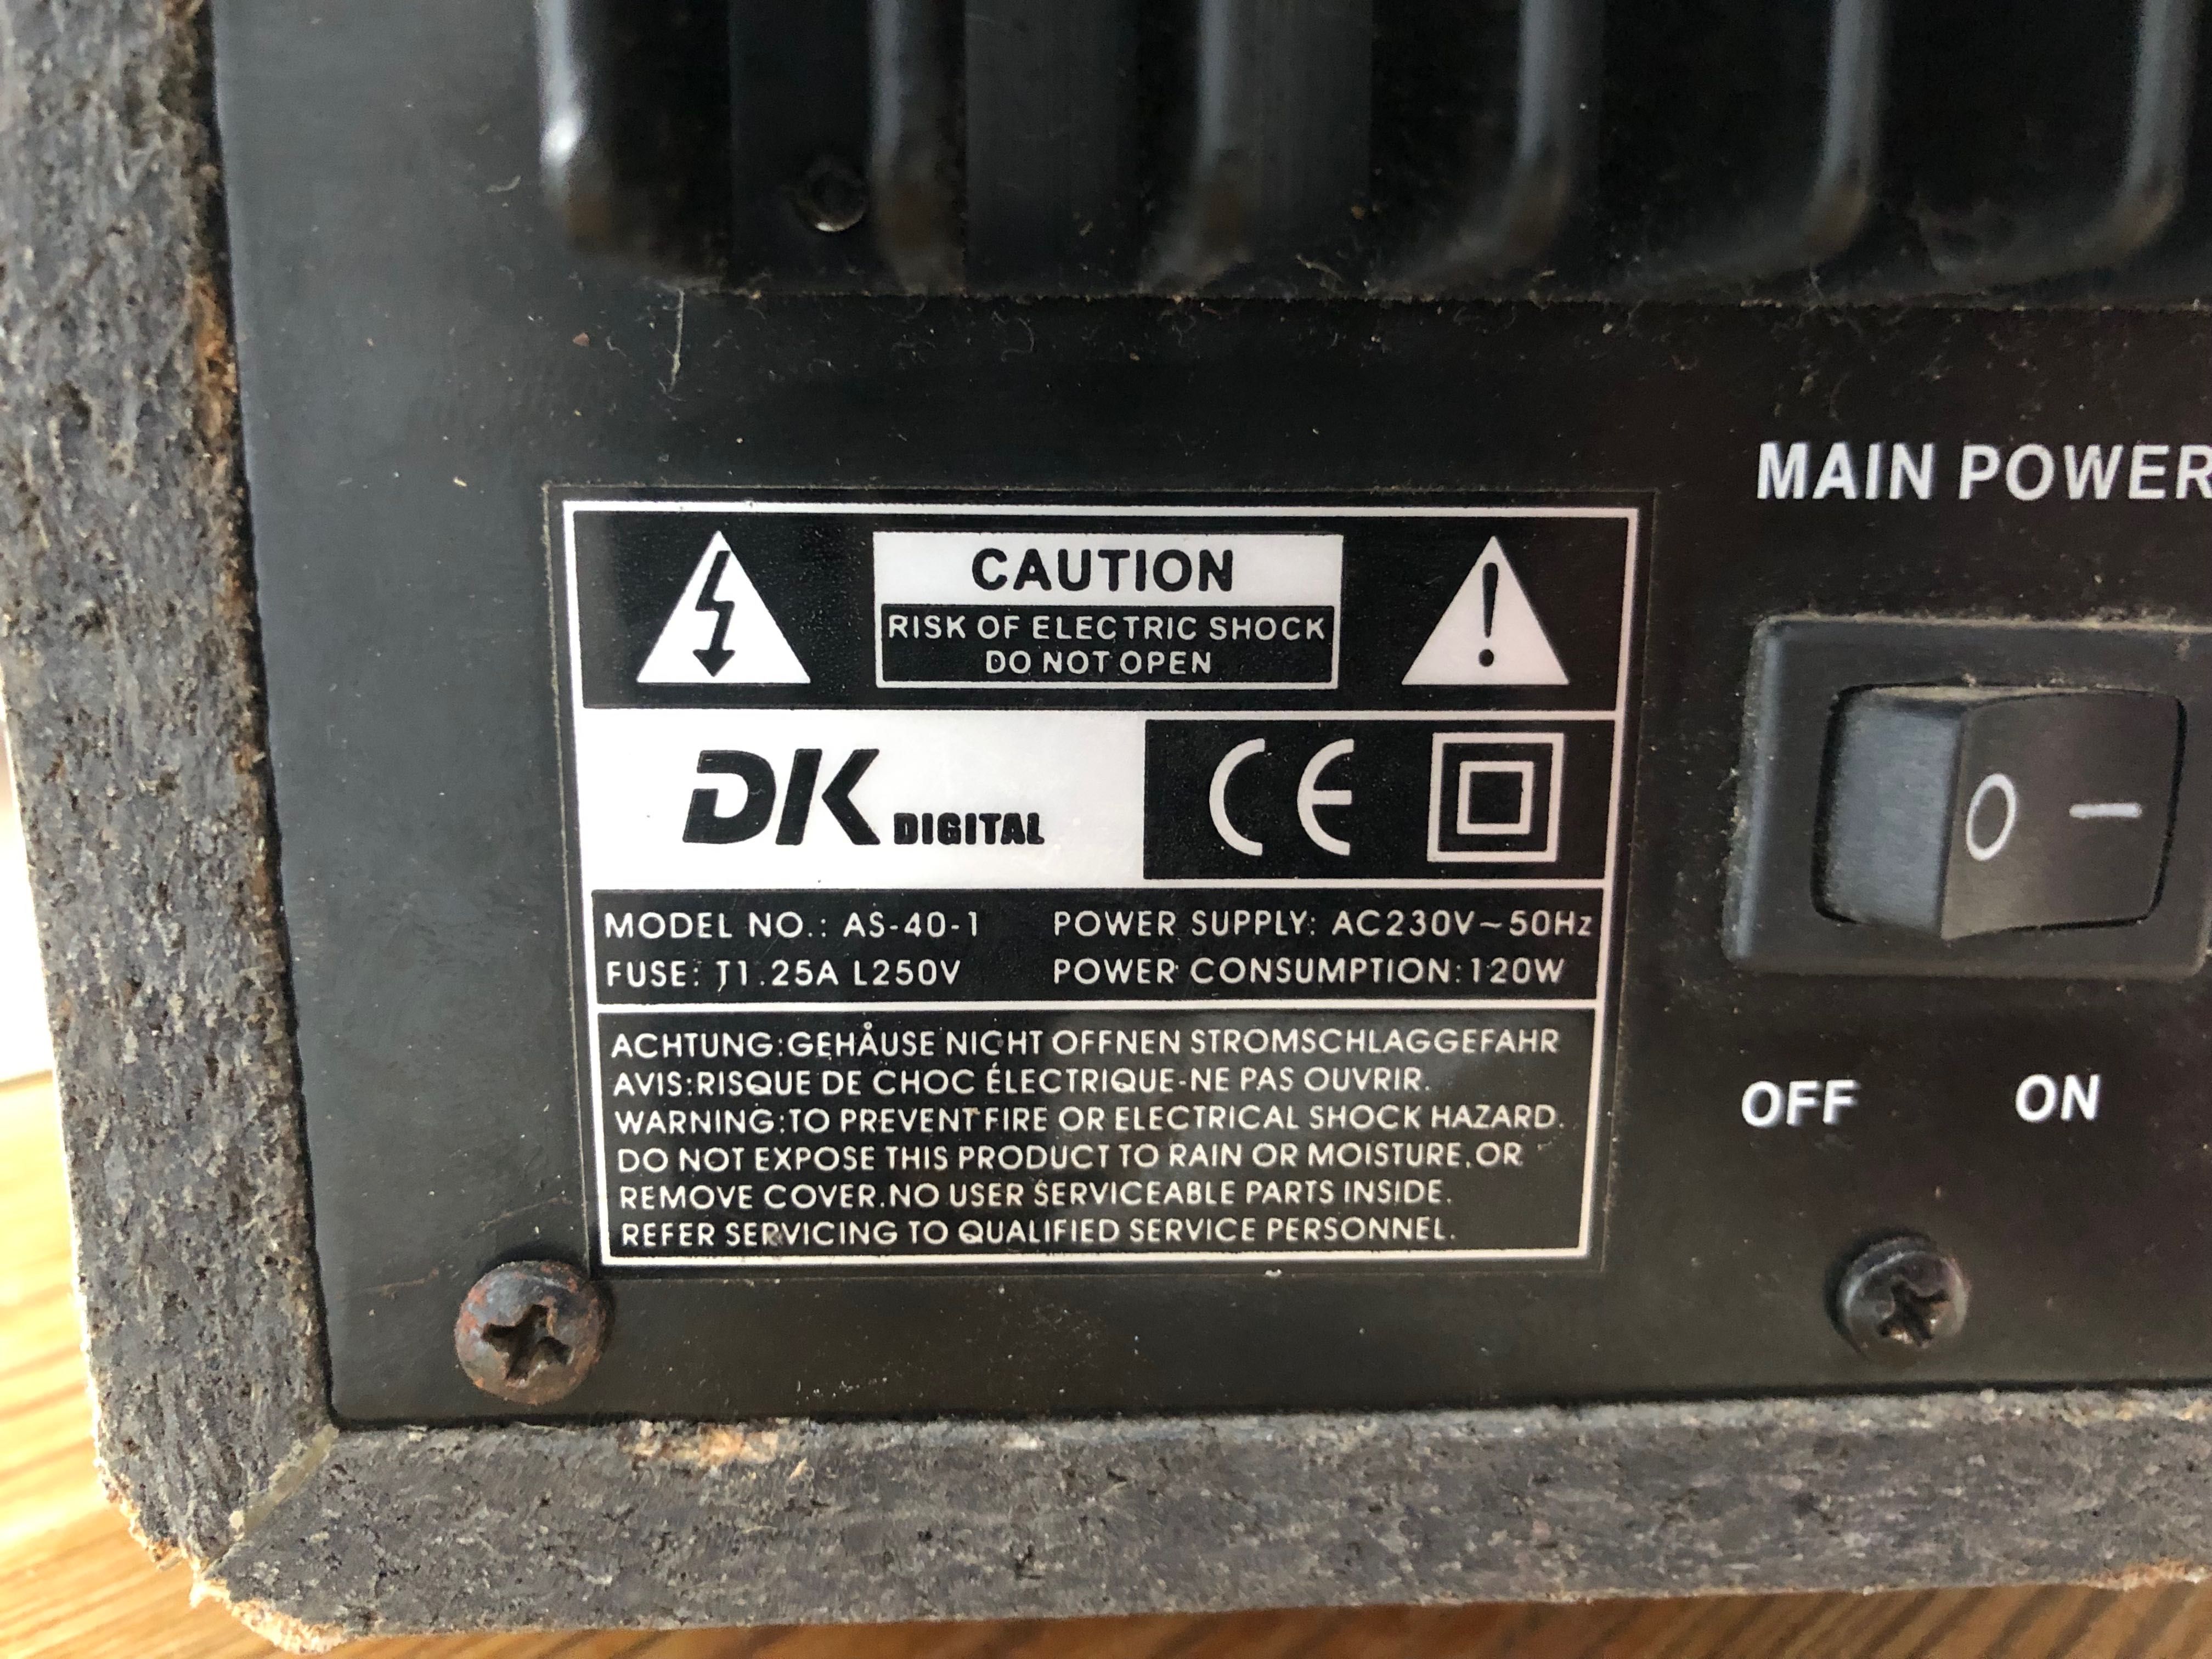 MAIN POWER
CAUTION
RISK OF ELECTRIC SHOCK
DO NOT OPEN
DK DIGITAL
CE
MODEL NO.: AS-40-1 POWER SUPPLY: AC230V~50Hz
FUSE: T1.25A L250V POWER CONSUMPTION:120W
ACHTUNG:GEHÅUSE NICHT OFFNEN STROMSCHLAGGEFAHR
AVIS:RISQUE DE CHOC ÉLECTRIQUE-NE PAS OUVRIR.
WARNING:TO PREVENT FIRE OR ELECTRICAL SHOCK HAZARD.
DO NOT EXPOSE THIS PRODUCT TO RAIN OR MOISTURE,OR
REMOVE COVER.NO USER SERVICEABLE PARTS INSIDE.
REFER SERVICING TO QUALIFIED SERVICE PERSONNEL.
O –
OFF ON